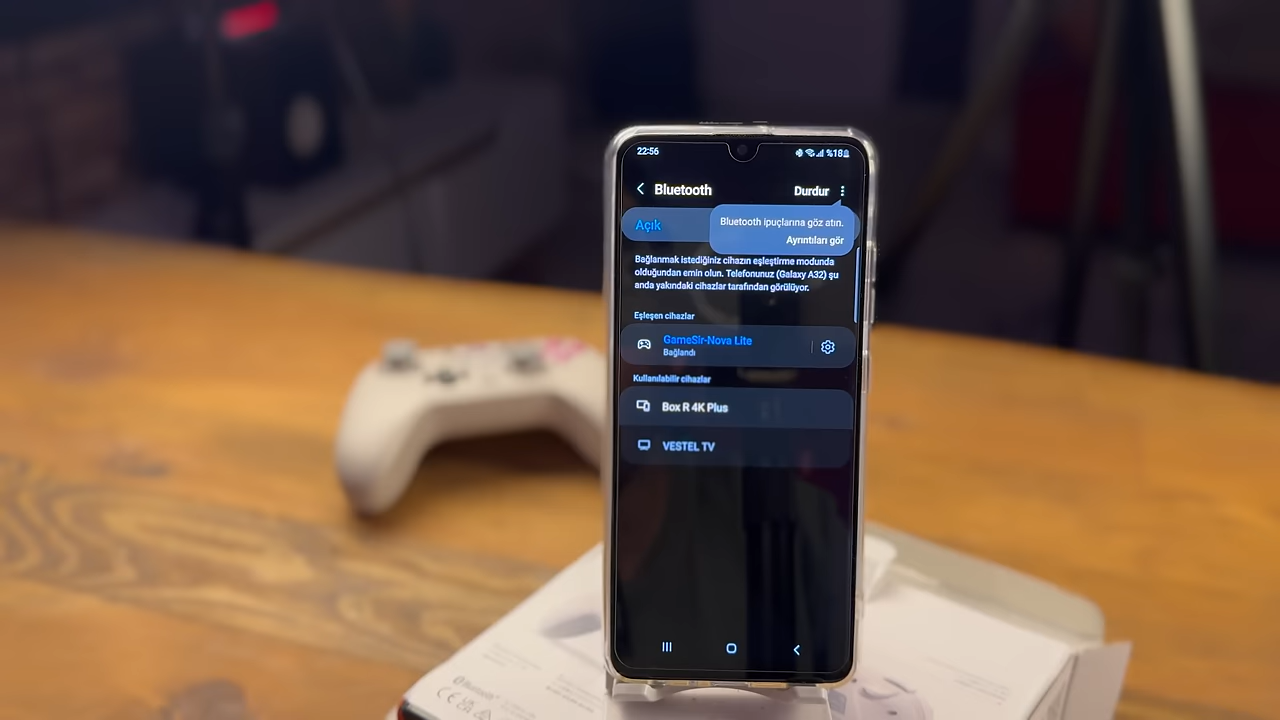 22:56
%18
Bluetooth
Durdur
Açık
Bluetooth ipuçlarına göz atın.
Ayrıntıları gör
Bağlanmak istediğiniz cihazın eşleştirme modunda
olduğundan emin olun. Telefonunuz (Galaxy A32) şu
anda yakındaki cihazlar tarafından görülüyor.
Eşleşen cihazlar
GameSir-Nova Lite
Bağlandı
Kullanılabilir cihazlar
Box R 4K Plus
VESTEL TV
Bluetooth
CE